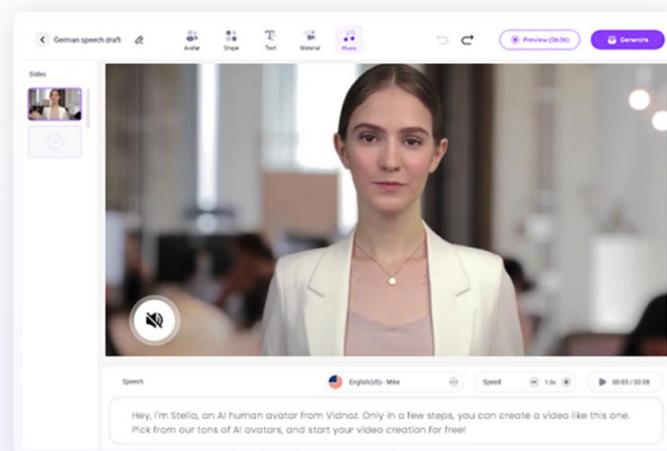 German speech draft
Avatar
Shape
Text
Material
Music
Preview (06:56)
Generate
Slides
Speech
English(US) - Mike
Speed
1.0x
00:03 / 00:08
Hey, I'm Stella, an AI human avatar from Vidnoz. Only in a few steps, you can create a video like this one.
Pick from our tons of AI avatars, and start your video creation for free!